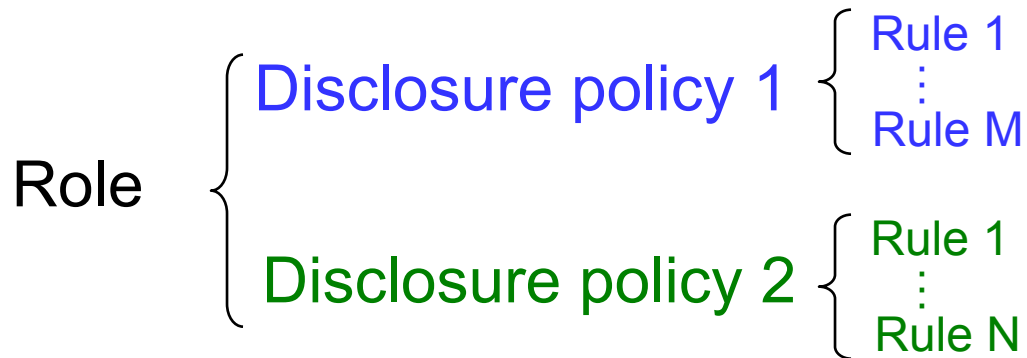 Role
Disclosure policy 1
Rule 1
⋮
Rule M
Disclosure policy 2
Rule 1
⋮
Rule N